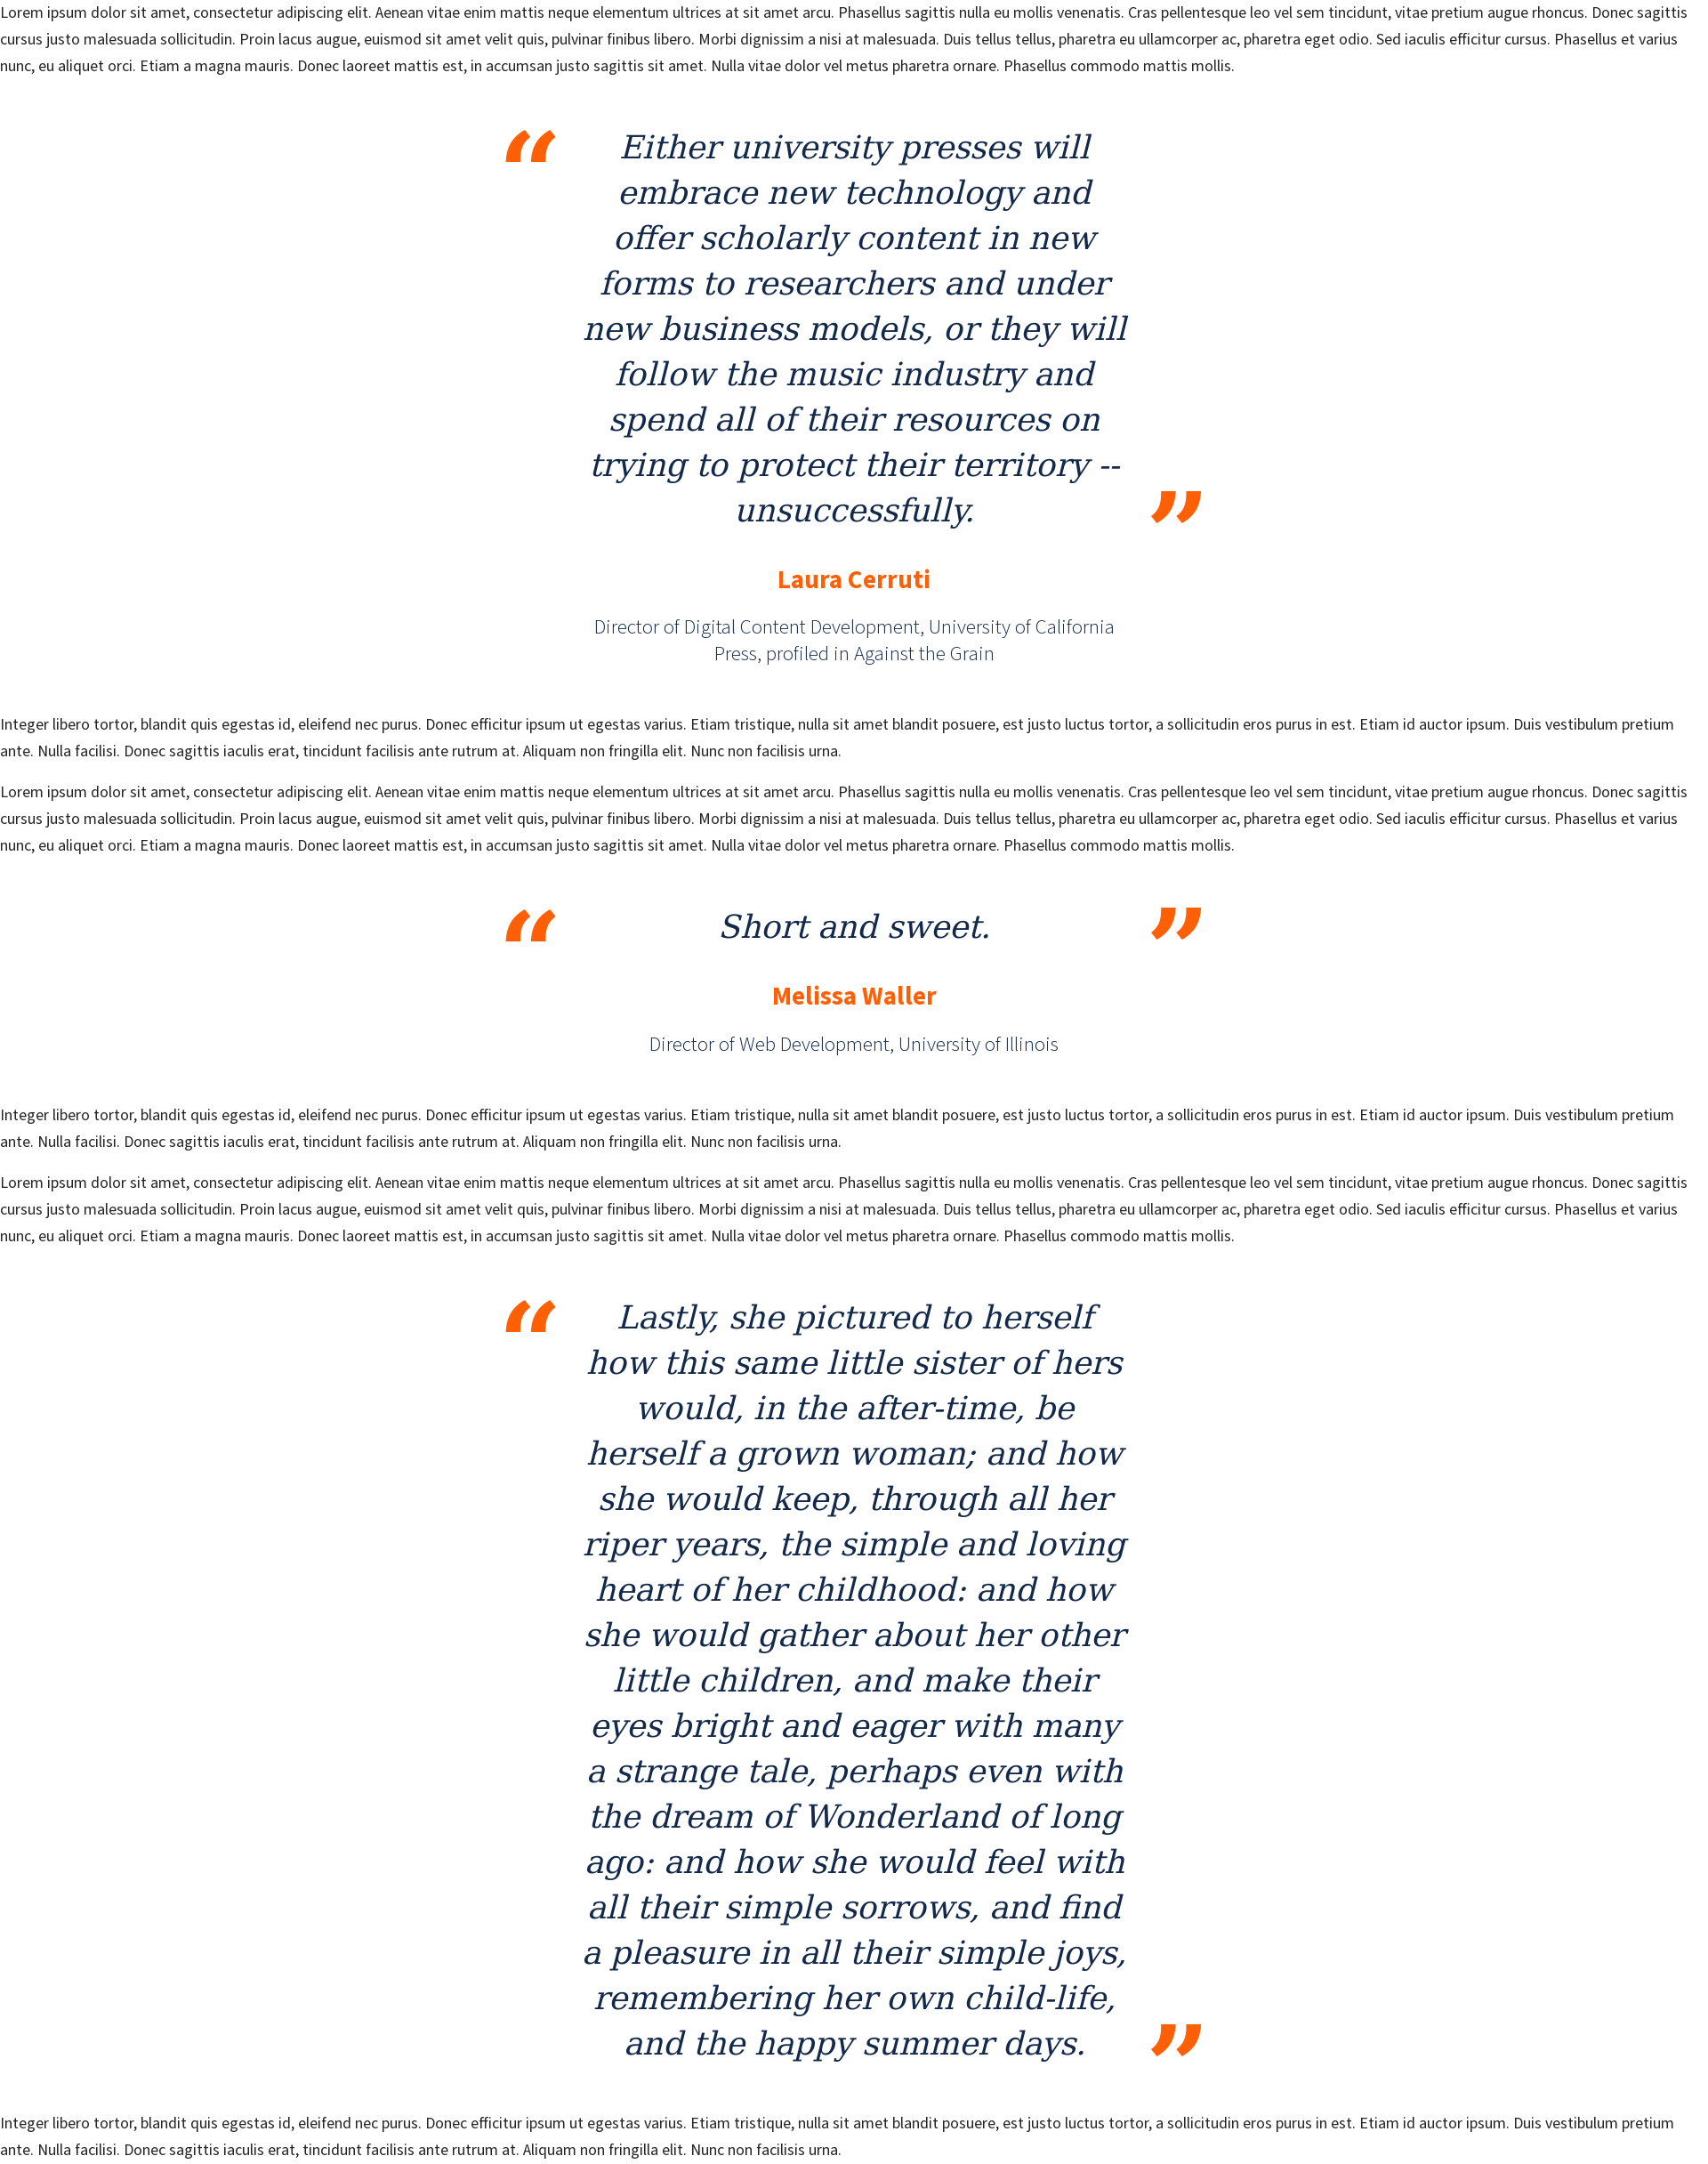 Lorem ipsum dolor sit amet, consectetur adipiscing elit. Aenean vitae enim mattis neque elementum ultrices at sit amet arcu. Phasellus sagittis nulla eu mollis venenatis. Cras pellentesque leo vel sem tincidunt, vitae pretium augue rhoncus. Donec sagittis
cursus justo malesuada sollicitudin. Proin lacus augue, euismod sit amet velit quis, pulvinar finibus libero. Morbi dignissim a nisi at malesuada. Duis tellus tellus, pharetra eu ullamcorper ac, pharetra eget odio. Sed iaculis efficitur cursus. Phasellus et varius
nunc, eu aliquet orci. Etiam a magna mauris. Donec laoreet mattis est, in accumsan justo sagittis sit amet. Nulla vitae dolor vel metus pharetra ornare. Phasellus commodo mattis mollis.
“ Either university presses will
embrace new technology and
offer scholarly content in new
forms to researchers and under
new business models, or they will
follow the music industry and
spend all of their resources on
trying to protect their territory --
unsuccessfully. ”
Laura Cerruti
Director of Digital Content Development, University of California
Press, profiled in Against the Grain
Integer libero tortor, blandit quis egestas id, eleifend nec purus. Donec efficitur ipsum ut egestas varius. Etiam tristique, nulla sit amet blandit posuere, est justo luctus tortor, a sollicitudin eros purus in est. Etiam id auctor ipsum. Duis vestibulum pretium
ante. Nulla facilisi. Donec sagittis iaculis erat, tincidunt facilisis ante rutrum at. Aliquam non fringilla elit. Nunc non facilisis urna.
Lorem ipsum dolor sit amet, consectetur adipiscing elit. Aenean vitae enim mattis neque elementum ultrices at sit amet arcu. Phasellus sagittis nulla eu mollis venenatis. Cras pellentesque leo vel sem tincidunt, vitae pretium augue rhoncus. Donec sagittis
cursus justo malesuada sollicitudin. Proin lacus augue, euismod sit amet velit quis, pulvinar finibus libero. Morbi dignissim a nisi at malesuada. Duis tellus tellus, pharetra eu ullamcorper ac, pharetra eget odio. Sed iaculis efficitur cursus. Phasellus et varius
nunc, eu aliquet orci. Etiam a magna mauris. Donec laoreet mattis est, in accumsan justo sagittis sit amet. Nulla vitae dolor vel metus pharetra ornare. Phasellus commodo mattis mollis.
“ Short and sweet. ”
Melissa Waller
Director of Web Development, University of Illinois
Integer libero tortor, blandit quis egestas id, eleifend nec purus. Donec efficitur ipsum ut egestas varius. Etiam tristique, nulla sit amet blandit posuere, est justo luctus tortor, a sollicitudin eros purus in est. Etiam id auctor ipsum. Duis vestibulum pretium
ante. Nulla facilisi. Donec sagittis iaculis erat, tincidunt facilisis ante rutrum at. Aliquam non fringilla elit. Nunc non facilisis urna.
Lorem ipsum dolor sit amet, consectetur adipiscing elit. Aenean vitae enim mattis neque elementum ultrices at sit amet arcu. Phasellus sagittis nulla eu mollis venenatis. Cras pellentesque leo vel sem tincidunt, vitae pretium augue rhoncus. Donec sagittis
cursus justo malesuada sollicitudin. Proin lacus augue, euismod sit amet velit quis, pulvinar finibus libero. Morbi dignissim a nisi at malesuada. Duis tellus tellus, pharetra eu ullamcorper ac, pharetra eget odio. Sed iaculis efficitur cursus. Phasellus et varius
nunc, eu aliquet orci. Etiam a magna mauris. Donec laoreet mattis est, in accumsan justo sagittis sit amet. Nulla vitae dolor vel metus pharetra ornare. Phasellus commodo mattis mollis.
“ Lastly, she pictured to herself
how this same little sister of hers
would, in the after-time, be
herself a grown woman; and how
she would keep, through all her
riper years, the simple and loving
heart of her childhood: and how
she would gather about her other
little children, and make their
eyes bright and eager with many
a strange tale, perhaps even with
the dream of Wonderland of long
ago: and how she would feel with
all their simple sorrows, and find
a pleasure in all their simple joys,
remembering her own child-life,
and the happy summer days. ”
Integer libero tortor, blandit quis egestas id, eleifend nec purus. Donec efficitur ipsum ut egestas varius. Etiam tristique, nulla sit amet blandit posuere, est justo luctus tortor, a sollicitudin eros purus in est. Etiam id auctor ipsum. Duis vestibulum pretium
ante. Nulla facilisi. Donec sagittis iaculis erat, tincidunt facilisis ante rutrum at. Aliquam non fringilla elit. Nunc non facilisis urna.